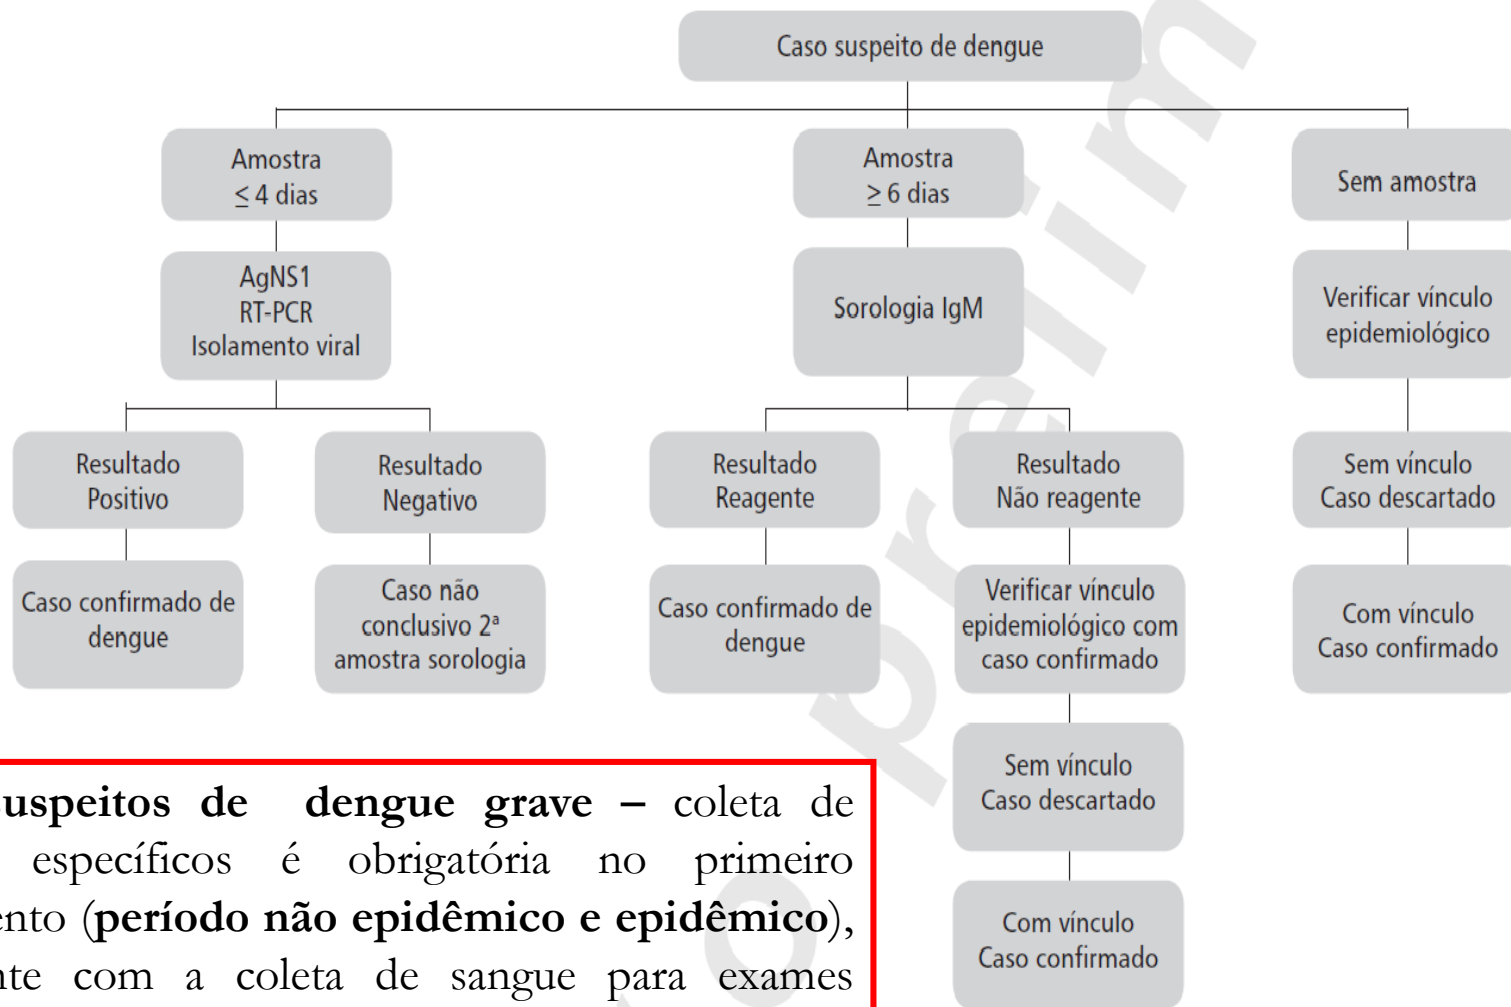 Caso suspeito de dengue
Amostra
≤ 4 dias
Amostra
≥ 6 dias
Sem amostra
AgNS1
RT-PCR
Isolamento viral
Sorologia IgM
Verificar vínculo
epidemiológico
Resultado
Positivo
Resultado
Negativo
Resultado
Reagente
Resultado
Não reagente
Sem vínculo
Caso descartado
Caso confirmado de
dengue
Caso não
conclusivo 2ª
amostra sorologia
Caso confirmado de
dengue
Verificar vínculo
epidemiológico com
caso confirmado
Com vínculo
Caso confirmado
Sem vínculo
Caso descartado
Com vínculo
Caso confirmado
suspeitos de dengue grave – coleta de
específicos é obrigatória no primeiro
ento (período não epidêmico e epidêmico),
nte com a coleta de sangue para exames